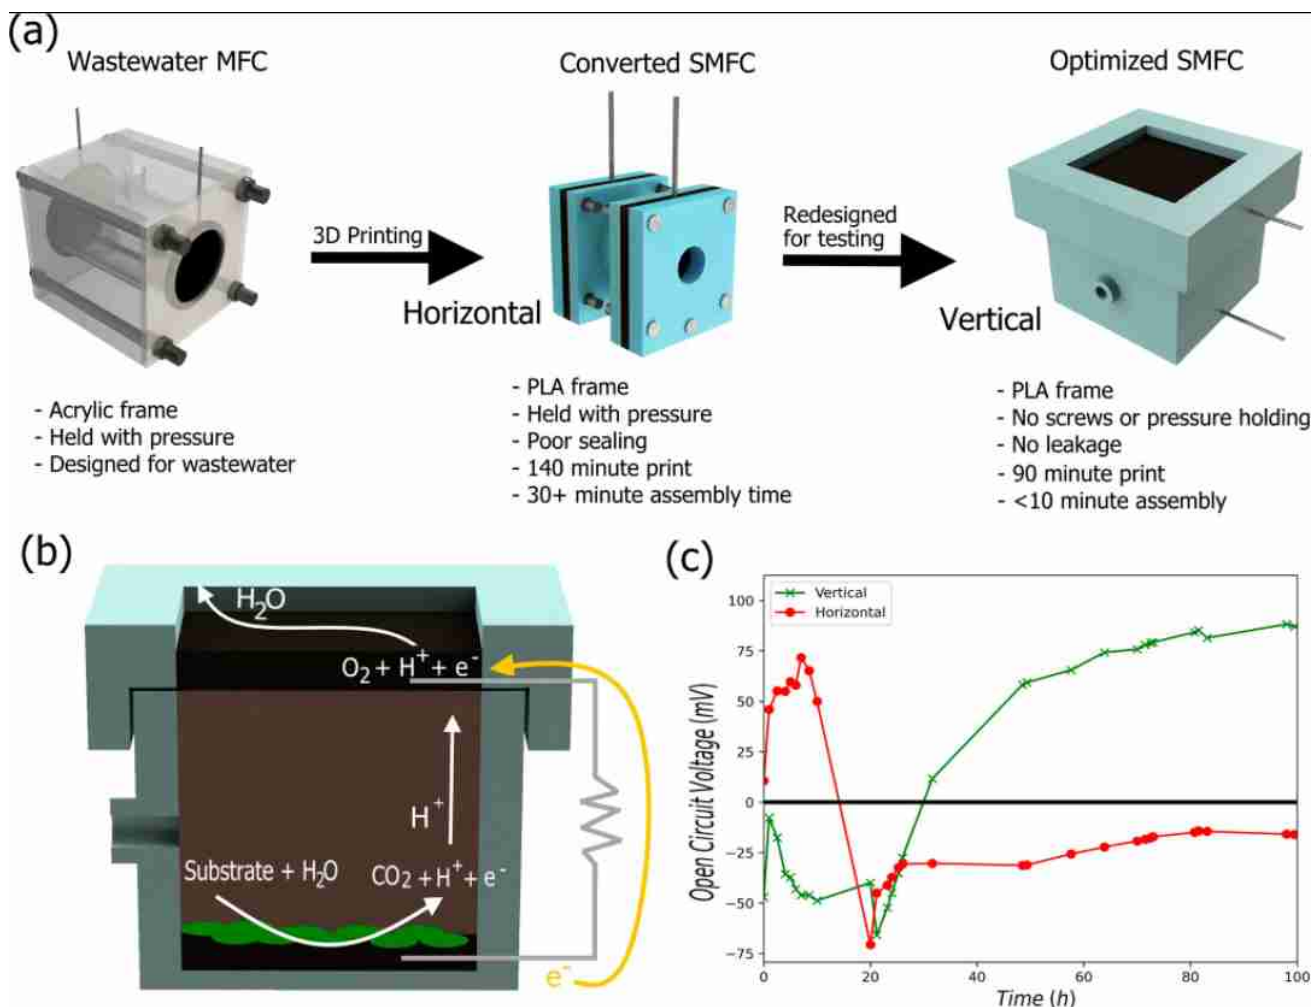 (a)
Wastewater MFC
Converted SMFC
Optimized SMFC
3D Printing
Redesigned
for testing
Horizontal
Vertical
- Acrylic frame
- Held with pressure
- Designed for wastewater
- PLA frame
- Held with pressure
- Poor sealing
- 140 minute print
- 30+ minute assembly time
- PLA frame
- No screws or pressure holding
- No leakage
- 90 minute print
- <10 minute assembly
(b)
H₂O
O₂ + H⁺ + e⁻
H⁺
Substrate + H₂O
CO₂ + H⁺ + e⁻
e⁻
(c)
Vertical
Horizontal
Open Circuit Voltage (mV)
100
75
50
25
0
−25
−50
−75
0 20 40 60 80 100
Time (h)